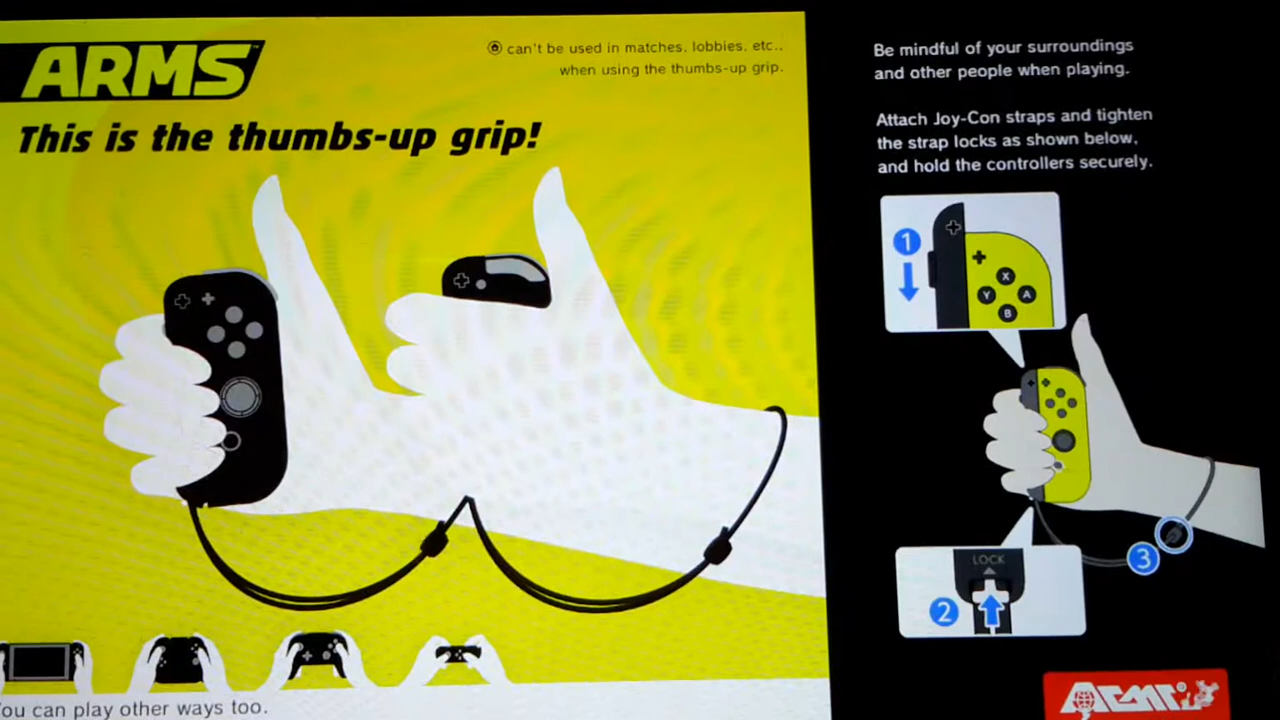 ARMS™
This is the thumbs-up grip!
can't be used in matches, lobbies, etc.,
when using the thumbs-up grip.
ou can play other ways too.
Be mindful of your surroundings
and other people when playing.
Attach Joy-Con straps and tighten
the strap locks as shown below,
and hold the controllers securely.
1
X
Y A
B
LOCK
2
3